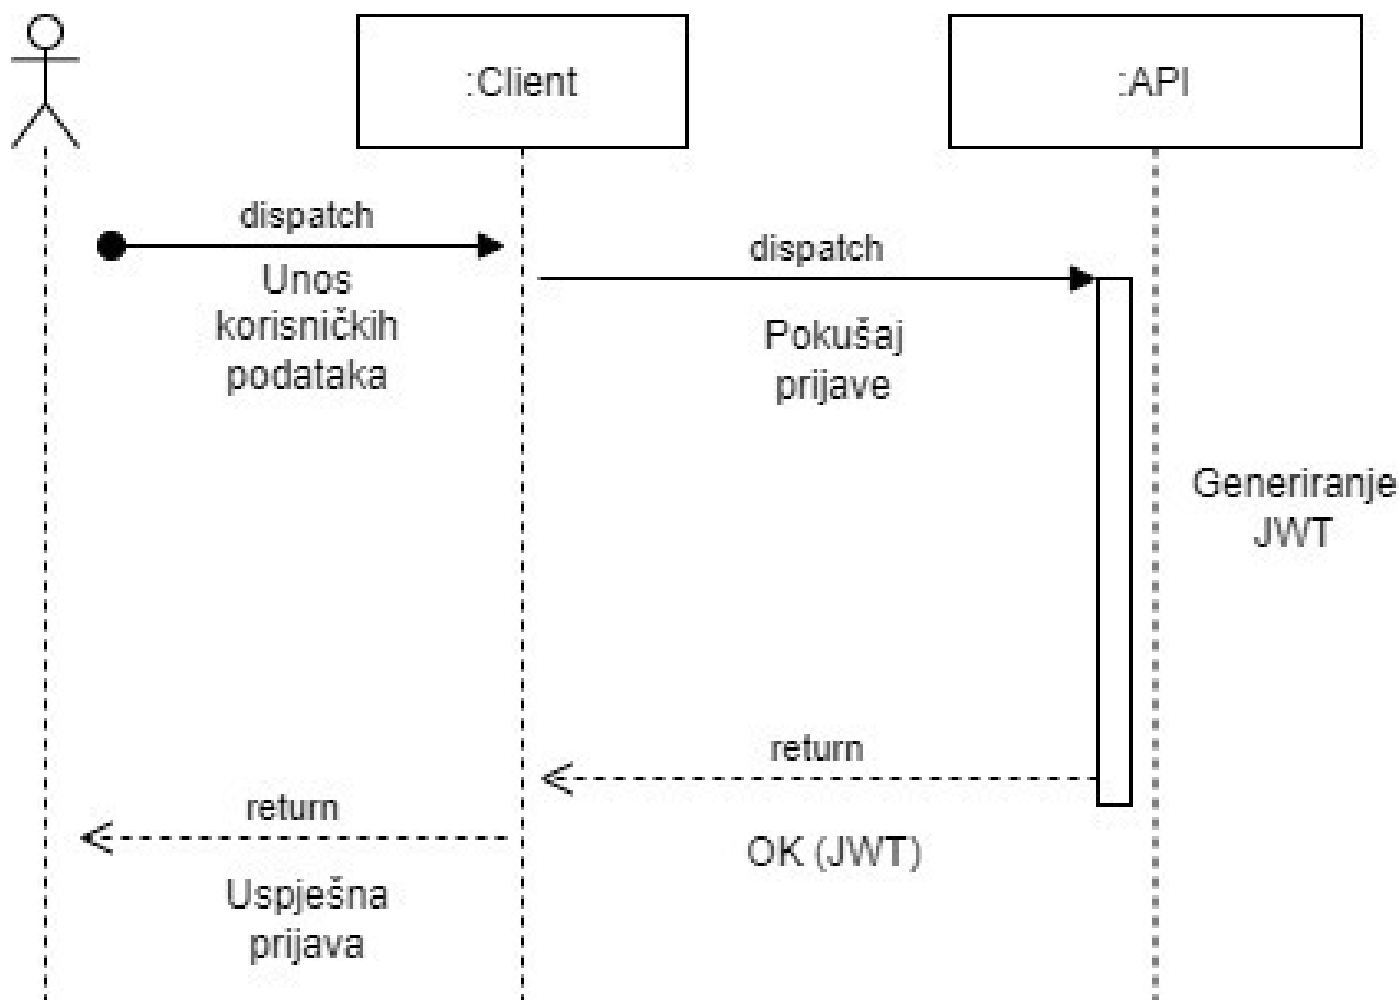 :Client
:API
dispatch
Unos
korisničkih
podataka
dispatch
Pokušaj
prijave
Generiranje
JWT
return
OK (JWT)
return
Uspješna
prijava